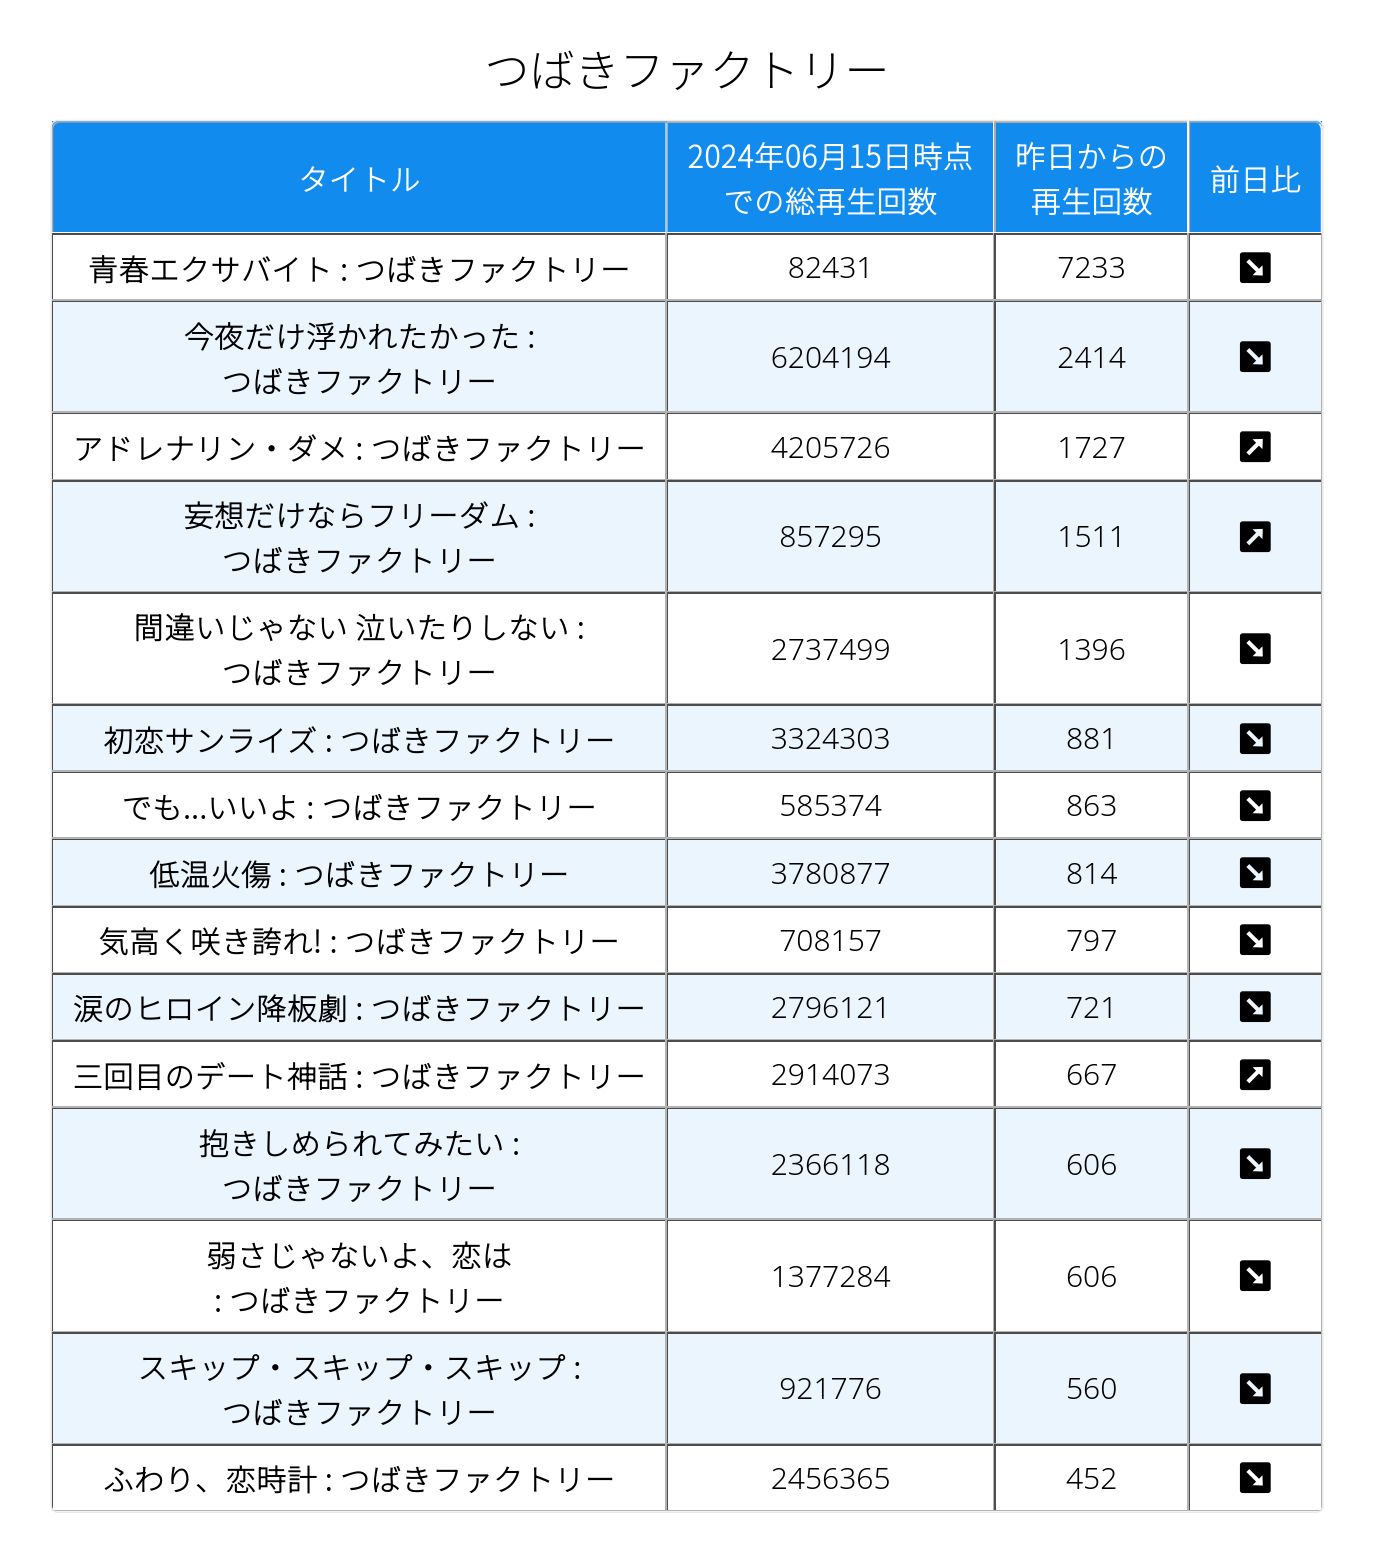 つばきファクトリー
タイトル
2024年06月15日時点
での総再生回数
昨日からの
再生回数
前日比
青春エクサバイト : つばきファクトリー
82431
7233
今夜だけ浮かれたかった :
つばきファクトリー
6204194
2414
アドレナリン・ダメ : つばきファクトリー
4205726
1727
妄想だけならフリーダム :
つばきファクトリー
857295
1511
間違いじゃない 泣いたりしない :
つばきファクトリー
2737499
1396
初恋サンライズ : つばきファクトリー
3324303
881
でも...いいよ : つばきファクトリー
585374
863
低温火傷 : つばきファクトリー
3780877
814
気高く咲き誇れ! : つばきファクトリー
708157
797
涙のヒロイン降板劇 : つばきファクトリー
2796121
721
三回目のデート神話 : つばきファクトリー
2914073
667
抱きしめられてみたい :
つばきファクトリー
2366118
606
弱さじゃないよ、恋は
: つばきファクトリー
1377284
606
スキップ・スキップ・スキップ :
つばきファクトリー
921776
560
ふわり、恋時計 : つばきファクトリー
2456365
452